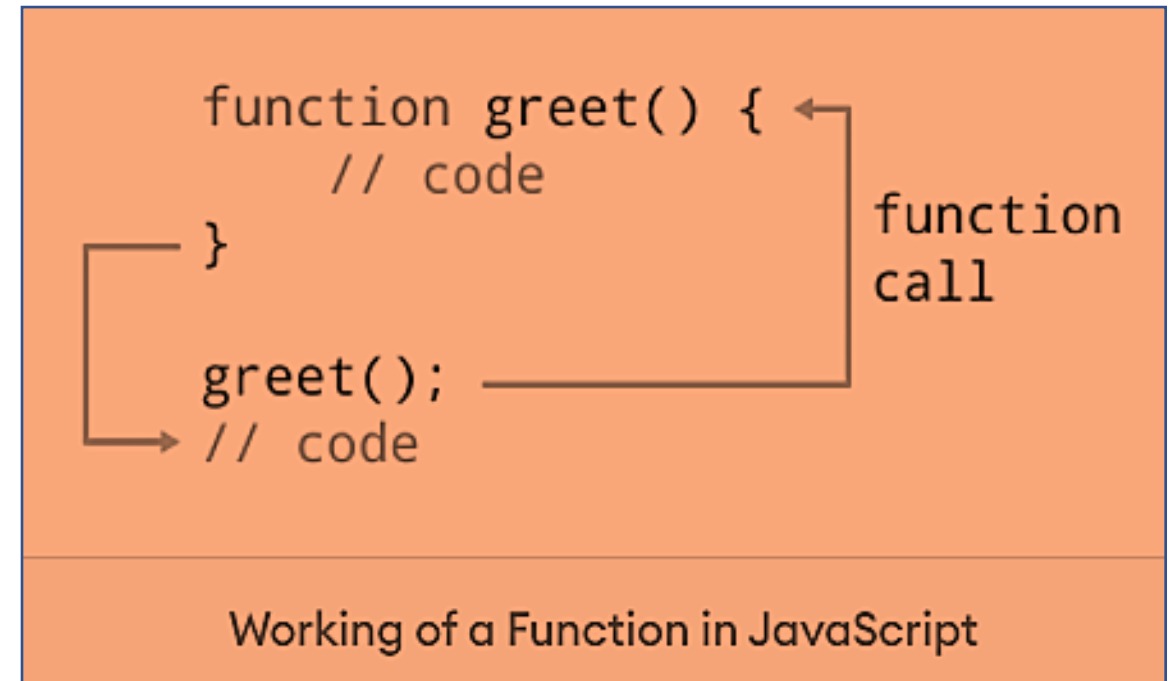 function greet() {
// code
}
function
call
greet();
// code
Working of a Function in JavaScript